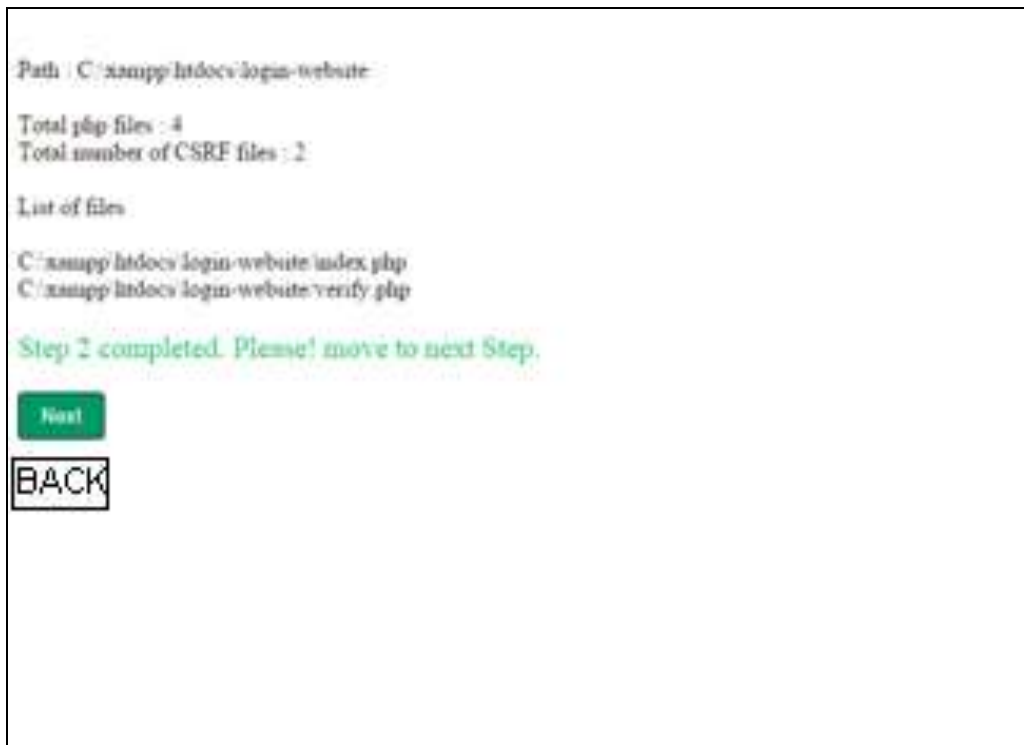 Path : C:\xampp\htdocs\login-website
Total php files : 4
Total number of CSRF files : 2
List of files
C:\xampp\htdocs\login-website\index.php
C:\xampp\htdocs\login-website\verify.php
Step 2 completed. Please! move to next Step.
Next
BACK